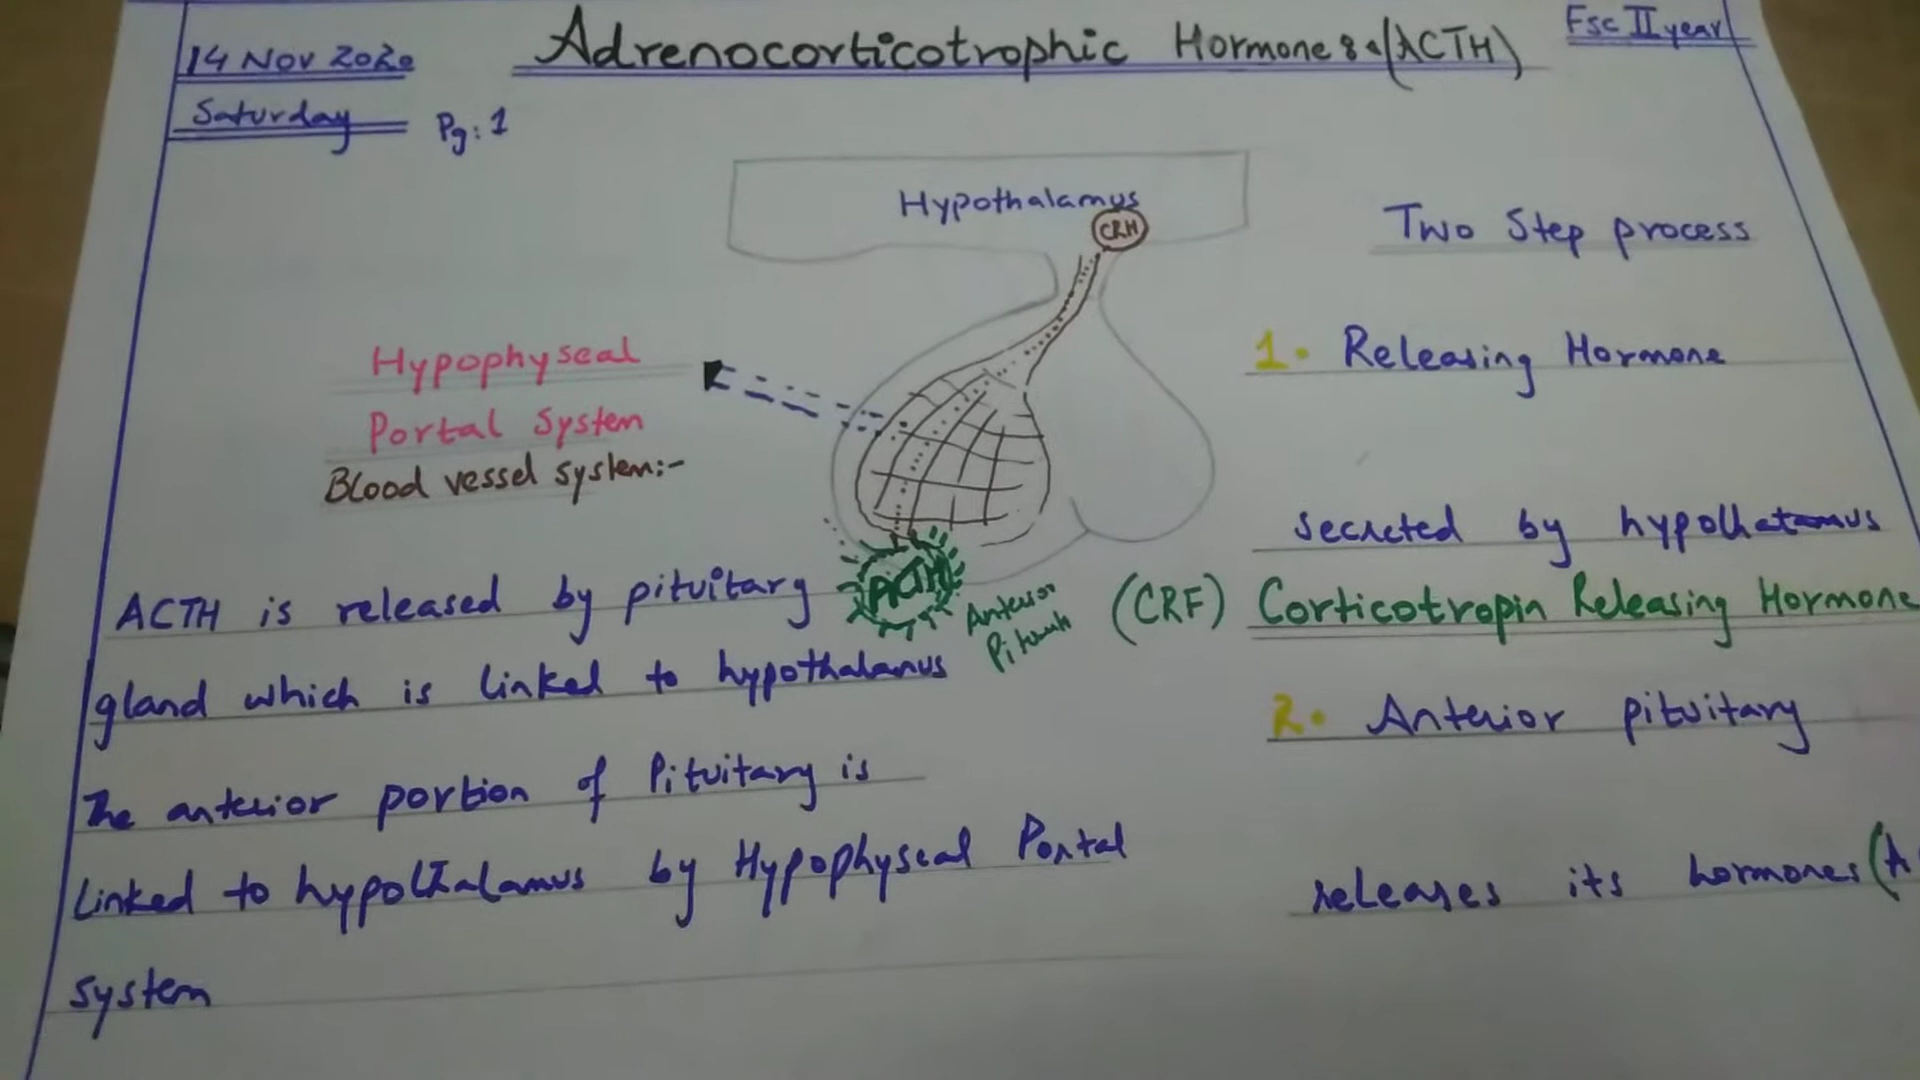 14 Nov 2020
Adrenocorticotrophic Hormone :- (ACTH)
Fsc II year
Saturday
Pg: 1
Hypothalamus
CRH
Two Step process
1. Releasing Hormone
Hypophyseal
Portal System
Blood vessel system:-
secreted by hypothatamus
ACTH
Anterior
(CRF) Corticotropin Releasing Hormone
ACTH is released by pituitary
gland which is linked to hypothalamus
2. Anterior pituitary
The anterior portion of Pituitary is
linked to hypothalamus by Hypophyseal Portal
system
releases its hormones (A